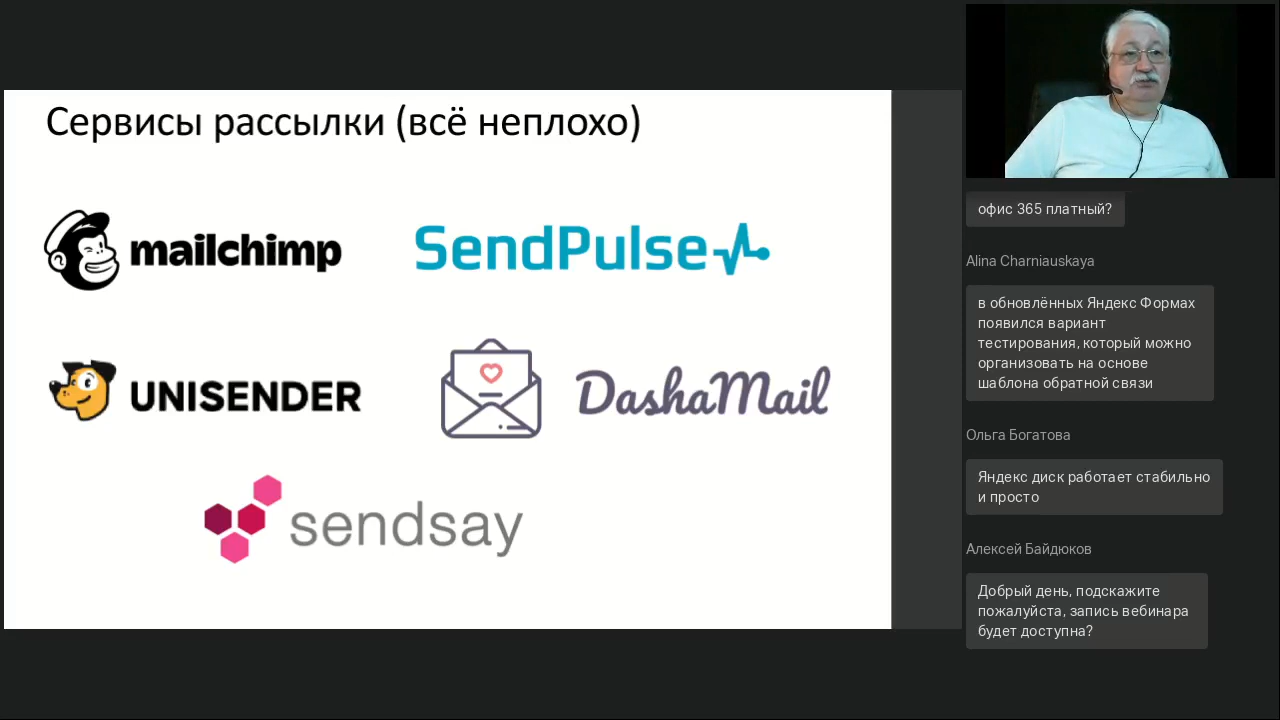 Сервисы рассылки (всё неплохо)
mailchimp
SendPulse
UNISENDER
DashaMail
sendsay
офис 365 платный?
Alina Charniauskaya
в обновлённых Яндекс Формах
появился вариант
тестирования, который можно
организовать на основе
шаблона обратной связи
Ольга Богатова
Яндекс диск работает стабильно
и просто
Алексей Байдюков
Добрый день, подскажите
пожалуйста, запись вебинара
будет доступна?